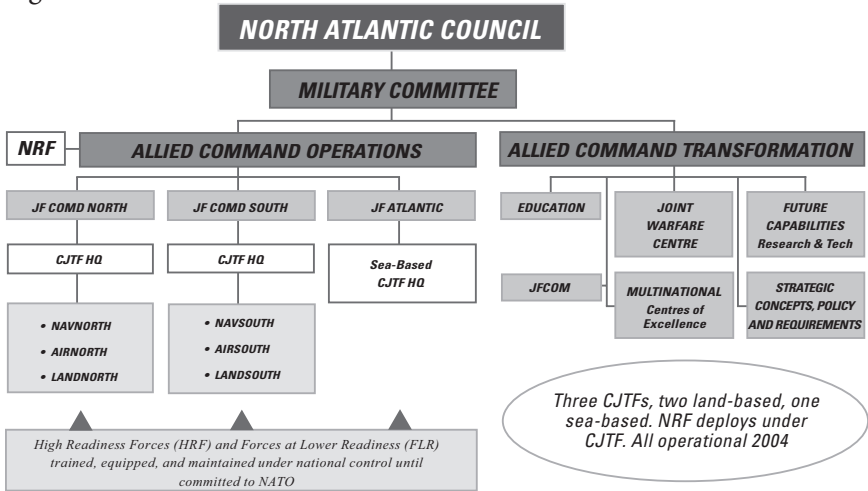 NORTH ATLANTIC COUNCIL
MILITARY COMMITTEE
NRF
ALLIED COMMAND OPERATIONS
ALLIED COMMAND TRANSFORMATION
JF COMD NORTH
JF COMD SOUTH
JF ATLANTIC
CJTF HQ
CJTF HQ
Sea-Based
CJTF HQ
• NAVNORTH
• AIRNORTH
• LANDNORTH
• NAVSOUTH
• AIRSOUTH
• LANDSOUTH
EDUCATION
JOINT
WARFARE
CENTRE
FUTURE
CAPABILITIES
Research & Tech
JFCOM
MULTINATIONAL
Centres of
Excellence
STRATEGIC
CONCEPTS, POLICY
AND REQUIREMENTS
High Readiness Forces (HRF) and Forces at Lower Readiness (FLR)
trained, equipped, and maintained under national control until
committed to NATO
Three CJTFs, two land-based, one
sea-based. NRF deploys under
CJTF. All operational 2004